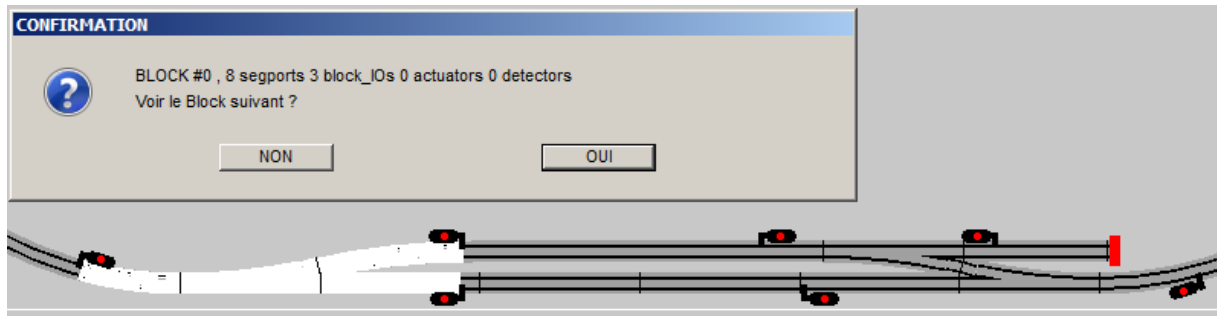 CONFIRMATION
BLOCK #0 , 8 segports 3 block_IOs 0 actuators 0 detectors
Voir le Block suivant ?
NON OUI